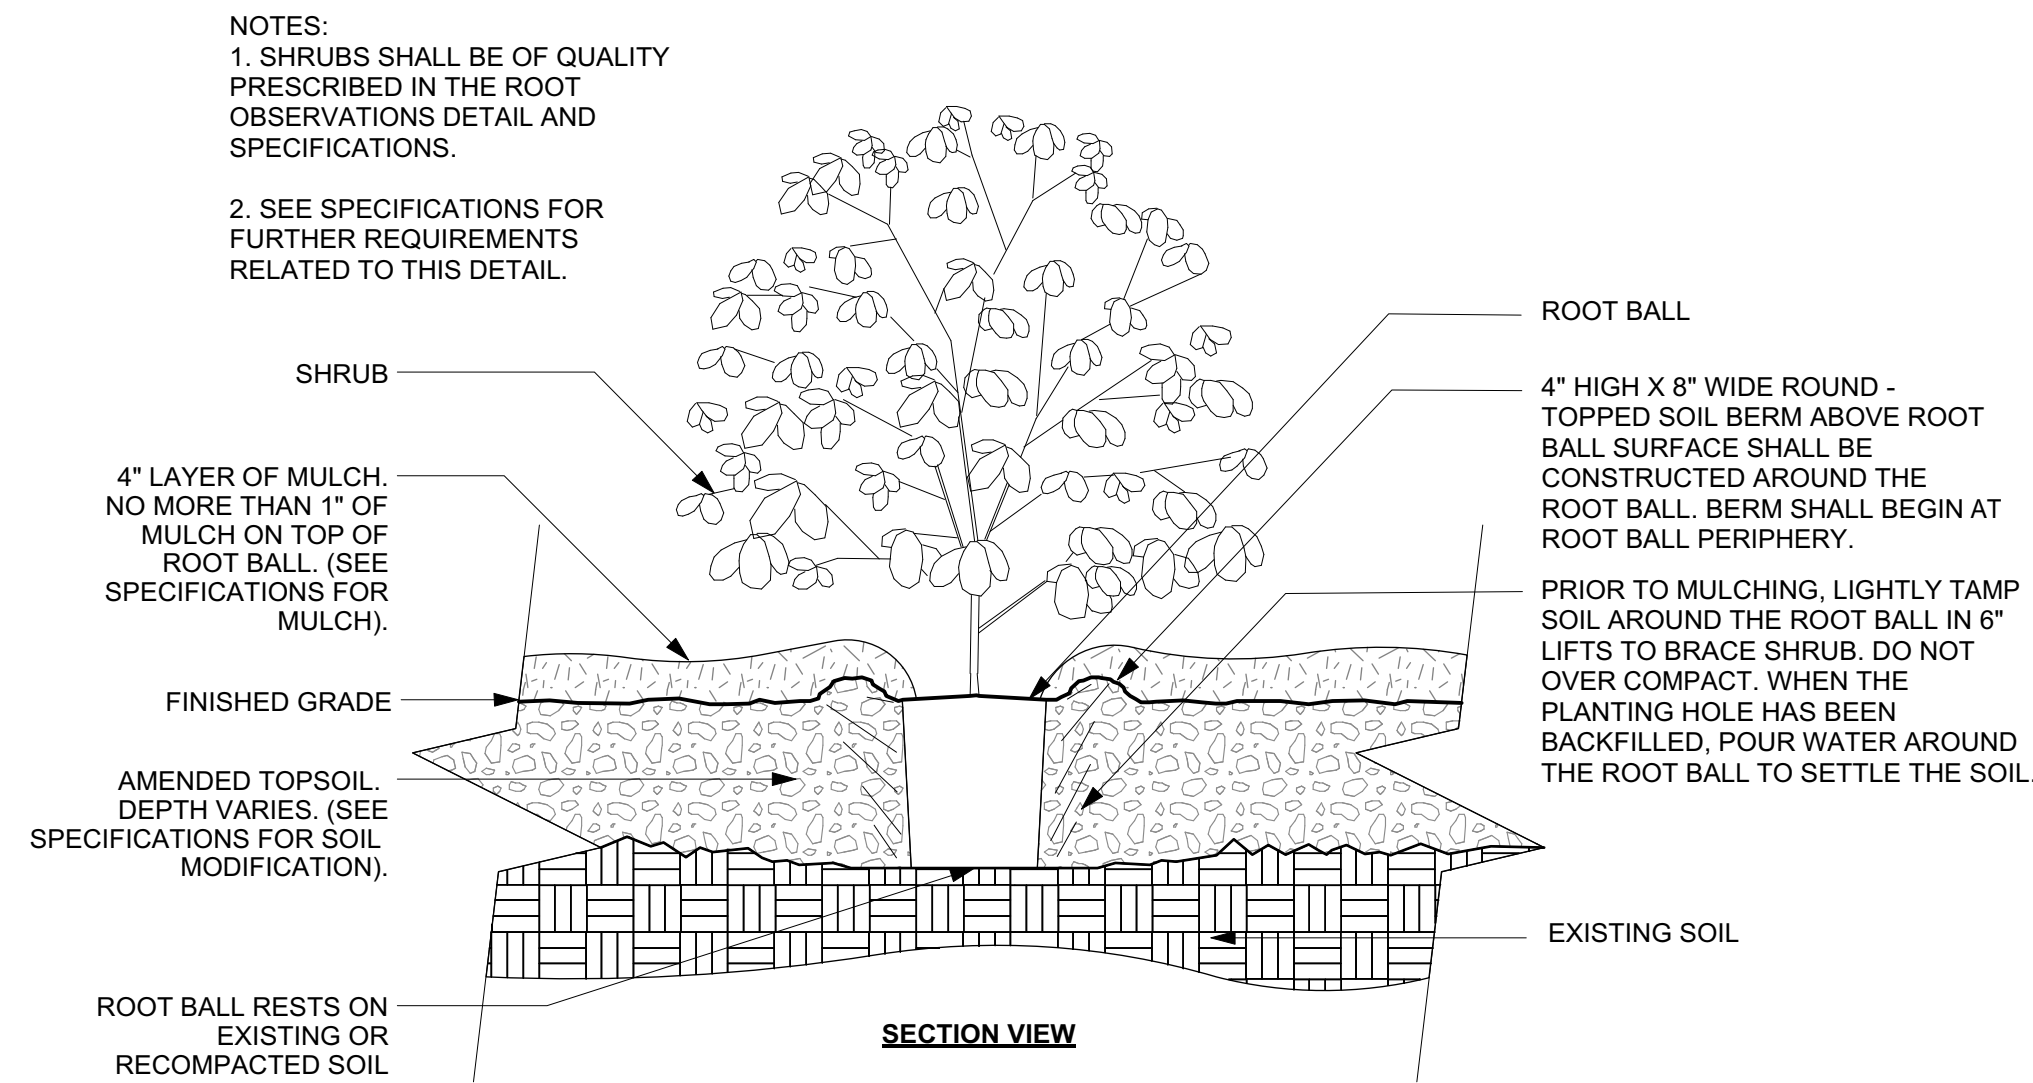 NOTES:
1. SHRUBS SHALL BE OF QUALITY
PRESCRIBED IN THE ROOT
OBSERVATIONS DETAIL AND
SPECIFICATIONS.
2. SEE SPECIFICATIONS FOR
FURTHER REQUIREMENTS
RELATED TO THIS DETAIL.
SHRUB
4" LAYER OF MULCH.
NO MORE THAN 1" OF
MULCH ON TOP OF
ROOT BALL. (SEE
SPECIFICATIONS FOR
MULCH).
FINISHED GRADE
AMENDED TOPSOIL.
DEPTH VARIES. (SEE
SPECIFICATIONS FOR SOIL
MODIFICATION).
ROOT BALL RESTS ON
EXISTING OR
RECOMPACTED SOIL
ROOT BALL
4" HIGH X 8" WIDE ROUND -
TOPPED SOIL BERM ABOVE ROOT
BALL SURFACE SHALL BE
CONSTRUCTED AROUND THE
ROOT BALL. BERM SHALL BEGIN AT
ROOT BALL PERIPHERY.
PRIOR TO MULCHING, LIGHTLY TAMP
SOIL AROUND THE ROOT BALL IN 6"
LIFTS TO BRACE SHRUB. DO NOT
OVER COMPACT. WHEN THE
PLANTING HOLE HAS BEEN
BACKFILLED, POUR WATER AROUND
THE ROOT BALL TO SETTLE THE SOIL.
EXISTING SOIL
SECTION VIEW